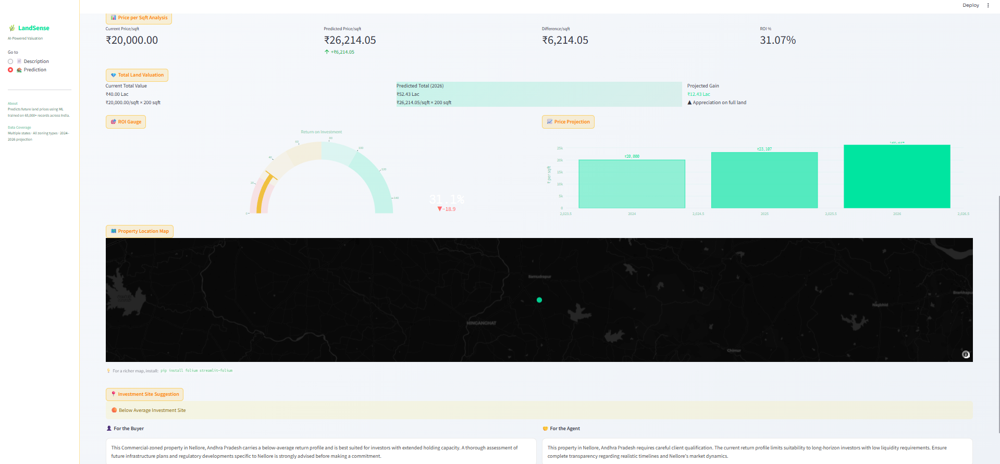 Deploy
LandSense
AI-Powered Valuation
Go to
Description
Prediction
About
Predicts future land prices using ML
trained on 65,000+ records across India.
Data Coverage
Multiple states · All zoning types · 2024-
2026 projection
Price per Sqft Analysis
Current Price/sqft
₹20,000.00
Predicted Price/sqft
₹26,214.05
↑ +₹6,214.05
Difference/sqft
₹6,214.05
ROI %
31.07%
Total Land Valuation
Current Total Value
₹40.00 Lac
₹20,000.00/sqft × 200 sqft
Predicted Total (2026)
₹52.43 Lac
₹26,214.05/sqft × 200 sqft
Projected Gain
₹12.43 Lac
▲ Appreciation on full land
ROI Gauge
Return on Investment
0
20
40
60
80
100
120
140
31.1%
▼−18.9
Price Projection
₹ per sqft
25k
20k
15k
10k
5k
0
₹20,000
₹23,107
₹26,214
2,023.5
2024
2,024.5
2025
2,025.5
2026
2,026.5
Property Location Map
Samudrapur
HINGANGHAT
Nagbhid
Chimur
For a richer map, install: pip install folium streamlit-folium
Investment Site Suggestion
Below Average Investment Site
For the Buyer
This Commercial-zoned property in Nellore, Andhra Pradesh carries a below-average return profile and is best suited for investors with extended holding capacity. A thorough assessment of
future infrastructure plans and regulatory developments specific to Nellore is strongly advised before making a commitment.
For the Agent
This property in Nellore, Andhra Pradesh requires careful client qualification. The current return profile limits suitability to long-horizon investors with low liquidity requirements. Ensure
complete transparency regarding realistic timelines and Nellore's market dynamics.